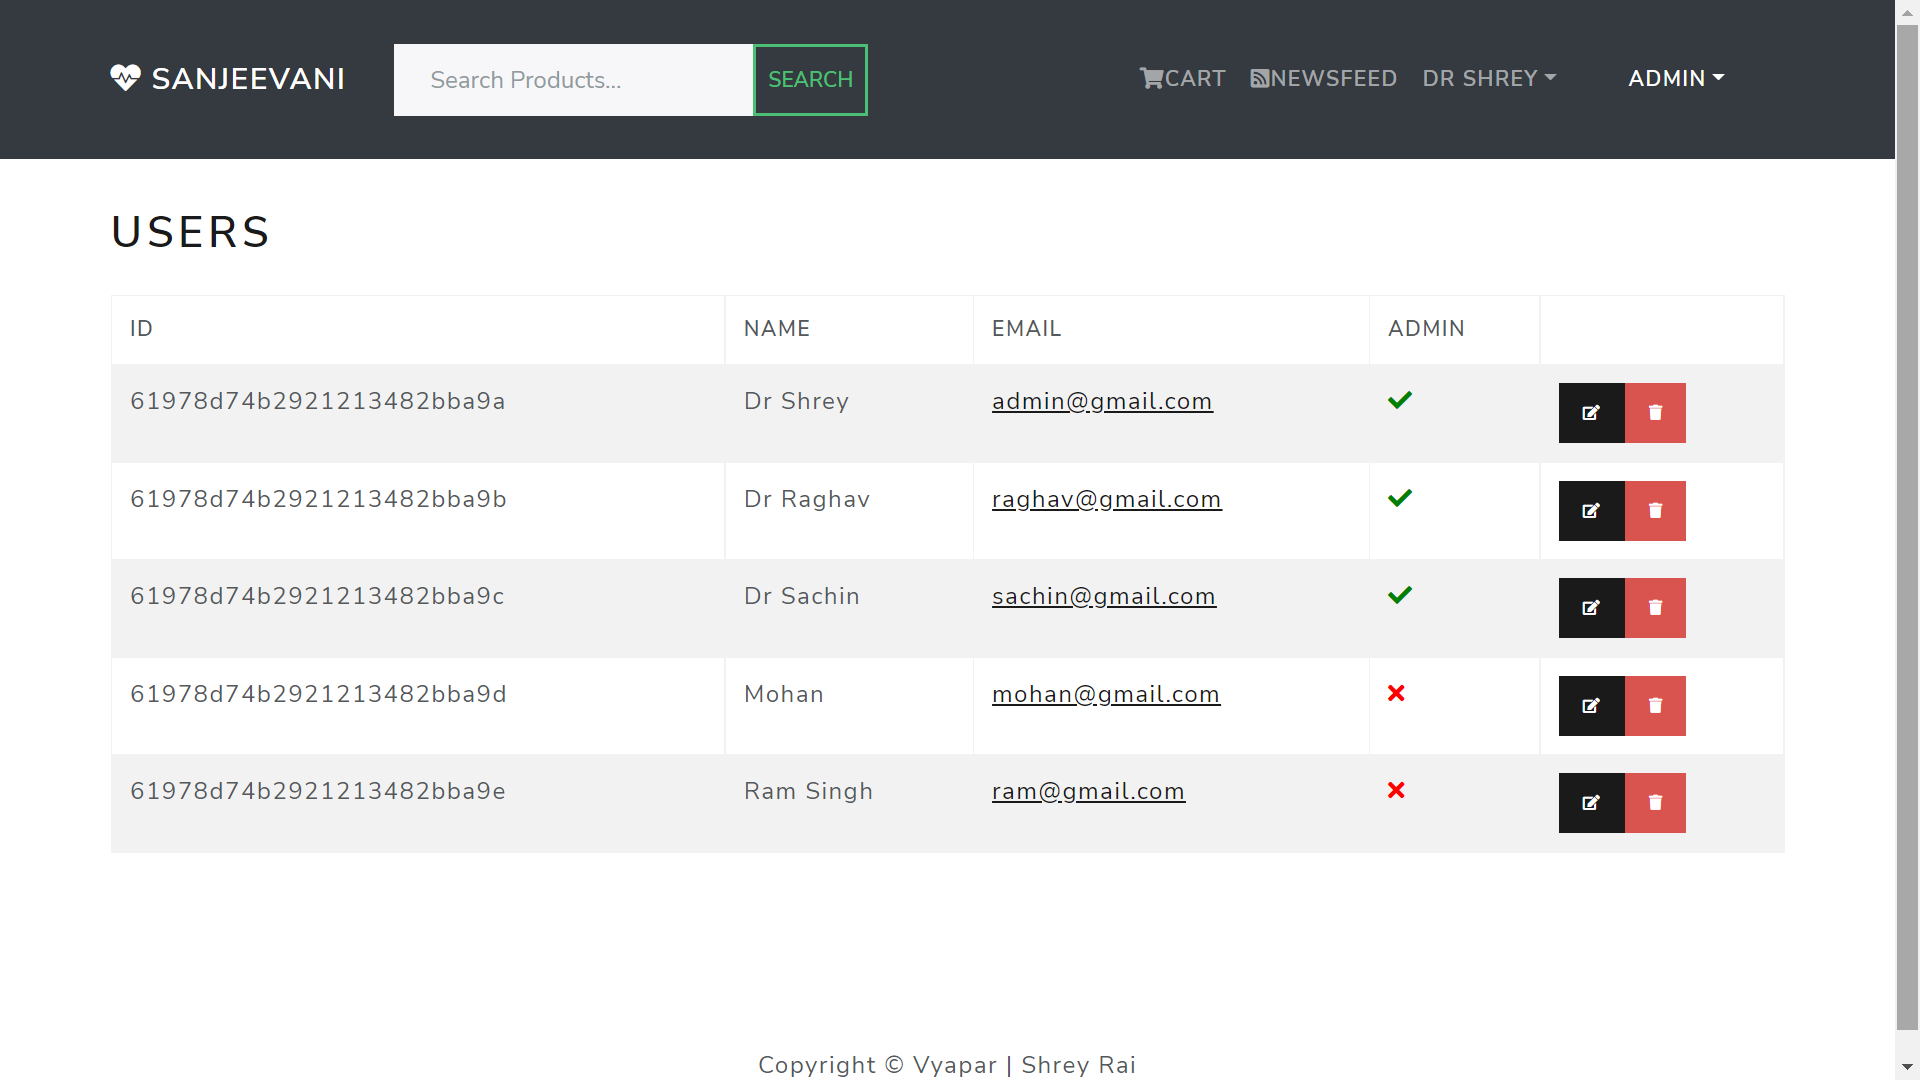 SANJEEVANI Search Products... SEARCH CART NEWSFEED DR SHREY ADMIN
USERS
ID NAME EMAIL ADMIN
61978d74b2921213482bba9a Dr Shrey admin@gmail.com
61978d74b2921213482bba9b Dr Raghav raghav@gmail.com
61978d74b2921213482bba9c Dr Sachin sachin@gmail.com
61978d74b2921213482bba9d Mohan mohan@gmail.com
61978d74b2921213482bba9e Ram Singh ram@gmail.com
Copyright © Vyapar | Shrey Rai